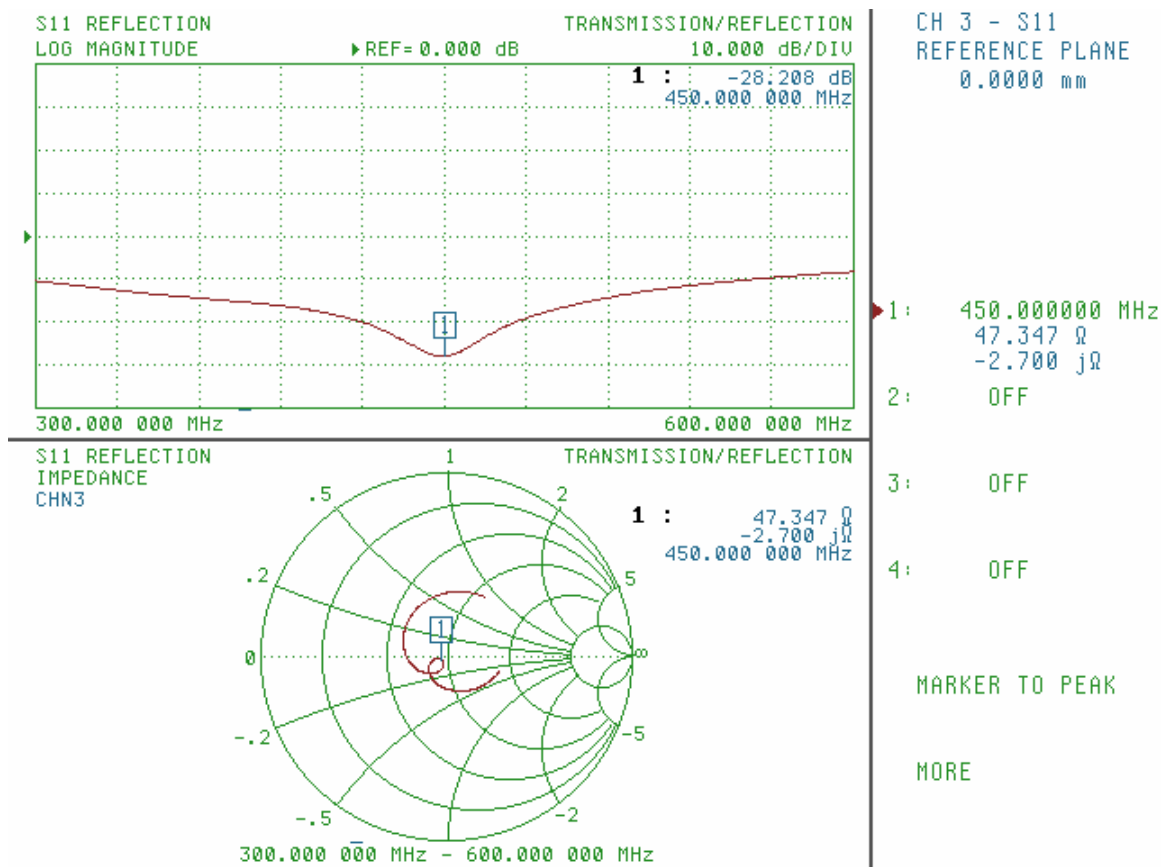 S11 REFLECTION
TRANSMISSION/REFLECTION
LOG MAGNITUDE
REF= 0.000 dB
10.000 dB/DIV
1 :
-28.208 dB
450.000 000 MHz
1
300.000 000 MHz
600.000 000 MHz
S11 REFLECTION
TRANSMISSION/REFLECTION
IMPEDANCE
CHN3
1 :
47.347 Ω
-2.700 jΩ
450.000 000 MHz
1
.5
2
.2
5
1
0
∞
-.2
-5
-.5
-2
300.000 000 MHz - 600.000 000 MHz
CH 3 - S11
REFERENCE PLANE
0.0000 mm
1: 450.000000 MHz
47.347 Ω
-2.700 jΩ
2: OFF
3: OFF
4: OFF
MARKER TO PEAK
MORE